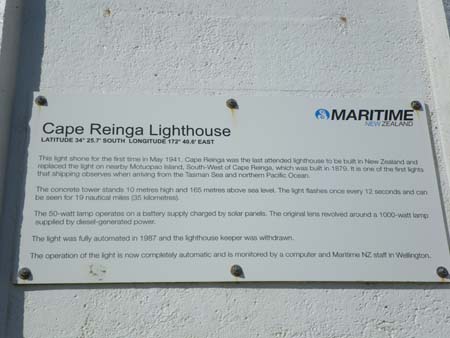 MARITIME
NEW ZEALAND
Cape Reinga Lighthouse
LATITUDE 34° 25.7' SOUTH LONGITUDE 172° 40.6' EAST
This light shone for the first time in May 1941. Cape Reinga was the last attended lighthouse to be built in New Zealand and
replaced the light on nearby Motuopao Island, South-West of Cape Reinga, which was built in 1879. It is one of the first lights
that shipping observes when arriving from the Tasman Sea and northern Pacific Ocean.
The concrete tower stands 10 metres high and 165 metres above sea level. The light flashes once every 12 seconds and can
be seen for 19 nautical miles (35 kilometres).
The 50-watt lamp operates on a battery supply charged by solar panels. The original lens revolved around a 1000-watt lamp
supplied by diesel-generated power.
The light was fully automated in 1987 and the lighthouse keeper was withdrawn.
The operation of the light is now completely automatic and is monitored by a computer and Maritime NZ staff in Wellington.